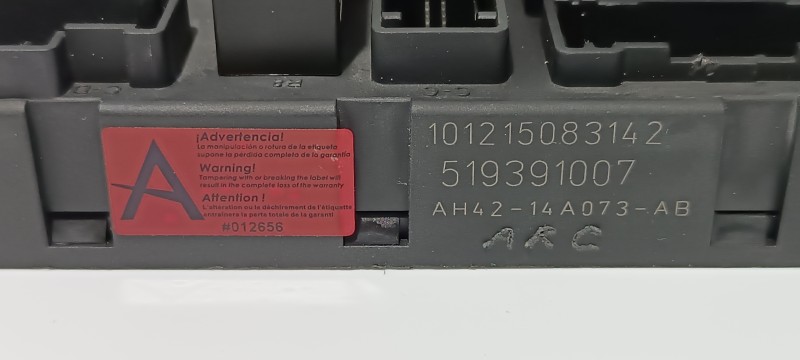 C-D
RR
C-G
¡Advertencia!
La manipulación o rotura de la etiqueta
supone la perdida completa de la garantía
Warning!
Tampering with or breaking the label will
result in the complete loss of the warranty
Attention !
L'altération ou le déchirement de l'étiquette
entraînera la perte totale de la garantí
#012656
A
101215083142
519391007
AH42-14A073-AB
ARC